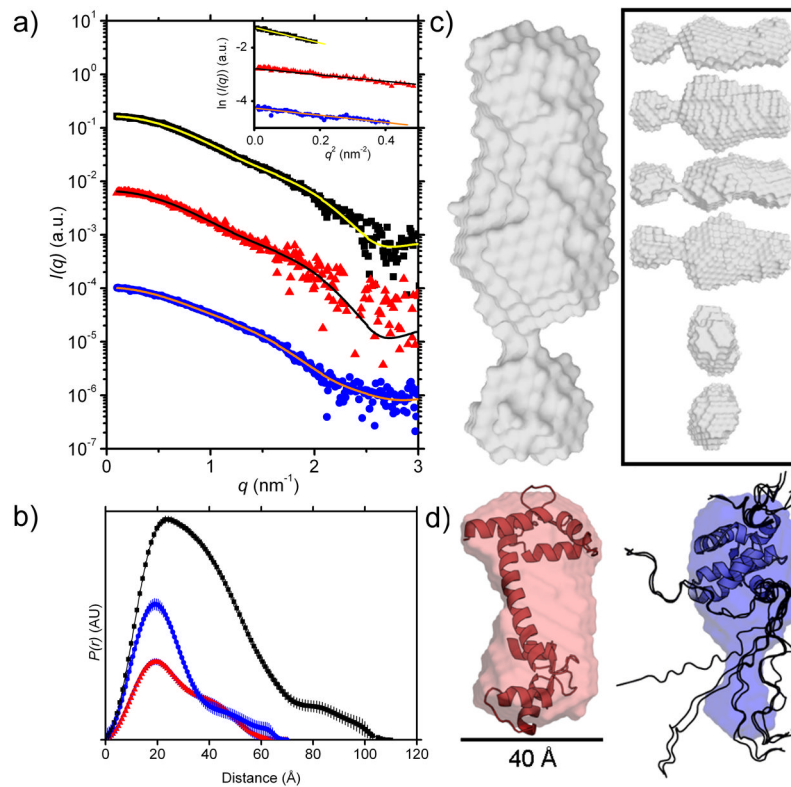 a)
10¹
10⁰
10⁻¹
10⁻²
10⁻³
10⁻⁴
10⁻⁵
10⁻⁶
10⁻⁷
I(q) (a.u.)
0 1 2 3
q (nm⁻¹)
ln (I(q)) (a.u.)
-2
-4
0.0 0.2 0.4
q² (nm⁻²)
c)
b)
P(r) (AU)
0 20 40 60 80 100 120
Distance (Å)
d)
40 Å